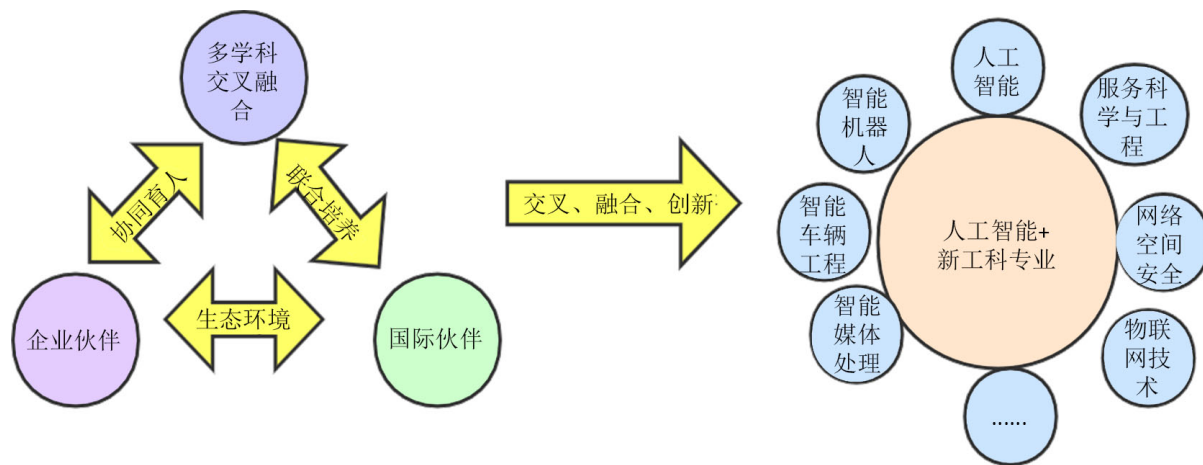 多学科
交叉融
合
协同育人
联合培养
企业伙伴
生态环境
国际伙伴
交叉、融合、创新
人工智能+
新工科专业
人工
智能
服务科
学与工
程
网络
空间
安全
物联
网技
术
......
智能
媒体
处理
智能
车辆
工程
智能
机器
人